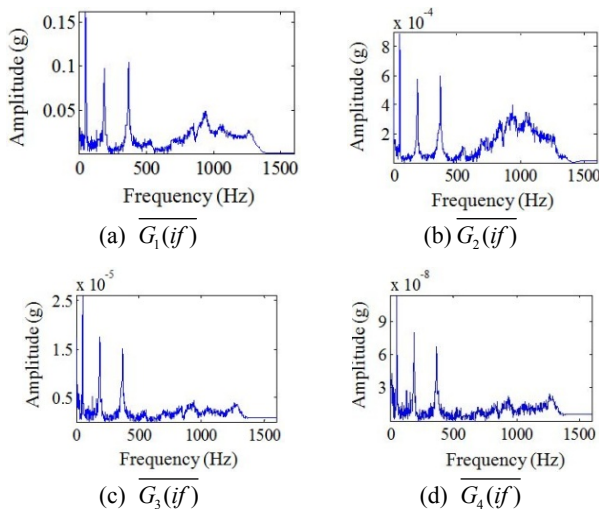 0.15
0.1
0.05
Amplitude (g)
0 500 1000 1500
Frequency (Hz)
(a) G₁(if)
x 10⁻⁴
8
6
4
2
Amplitude (g)
0 500 1000 1500
Frequency (Hz)
(b) G₂(if)
x 10⁻⁵
2.5
1.5
0.5
Amplitude (g)
0 500 1000 1500
Frequency (Hz)
(c) G₃(if)
x 10⁻⁸
9
6
3
Amplitude (g)
0 500 1000 1500
Frequency (Hz)
(d) G₄(if)